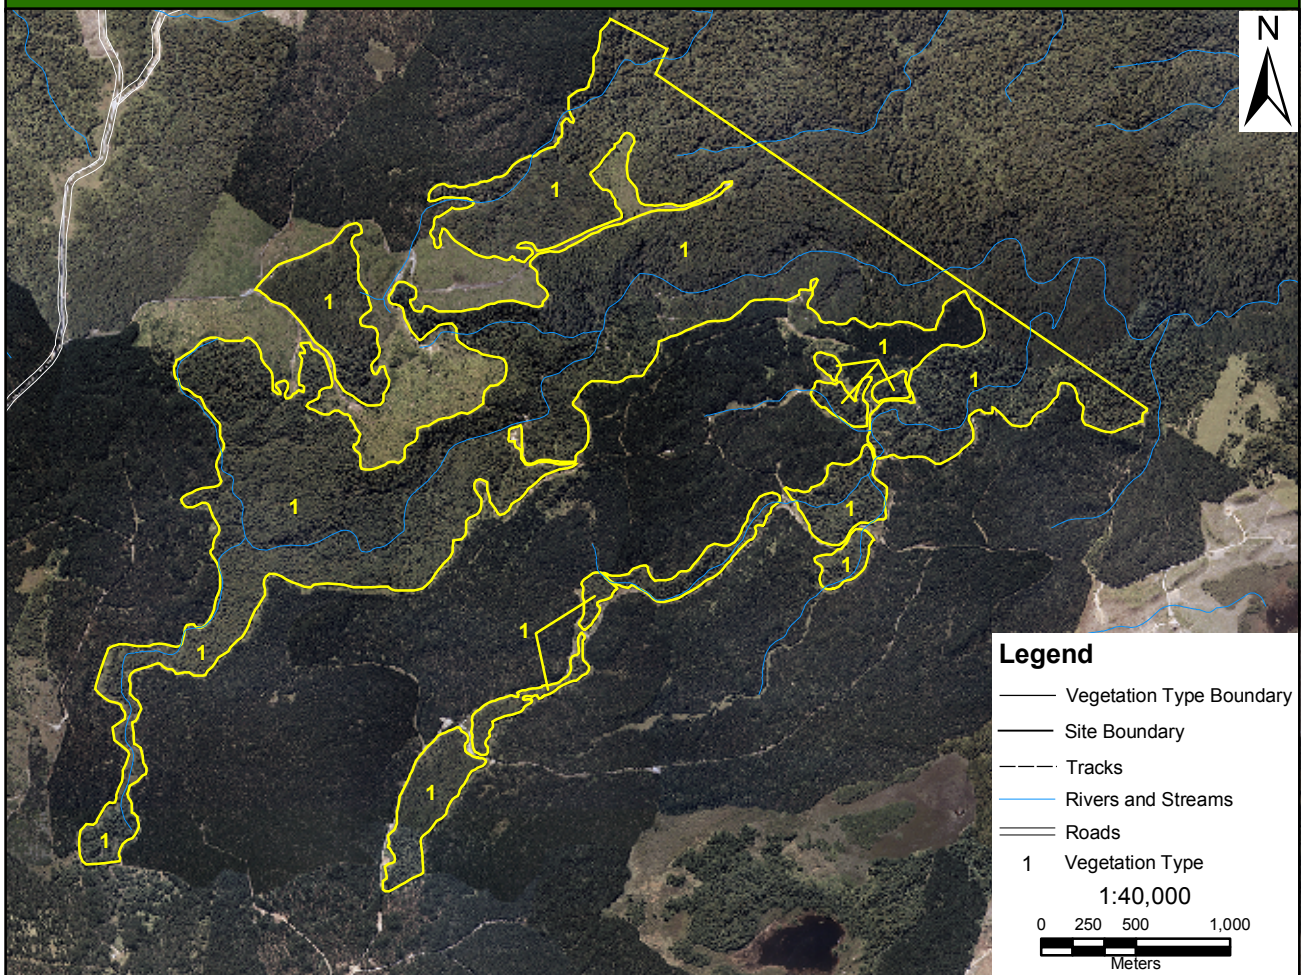 N
1
1
1
1
1
1
1
1
1
1
1
1
Legend
Vegetation Type Boundary
Site Boundary
Tracks
Rivers and Streams
Roads
1 Vegetation Type
1:40,000
0 250 500 1,000
Meters